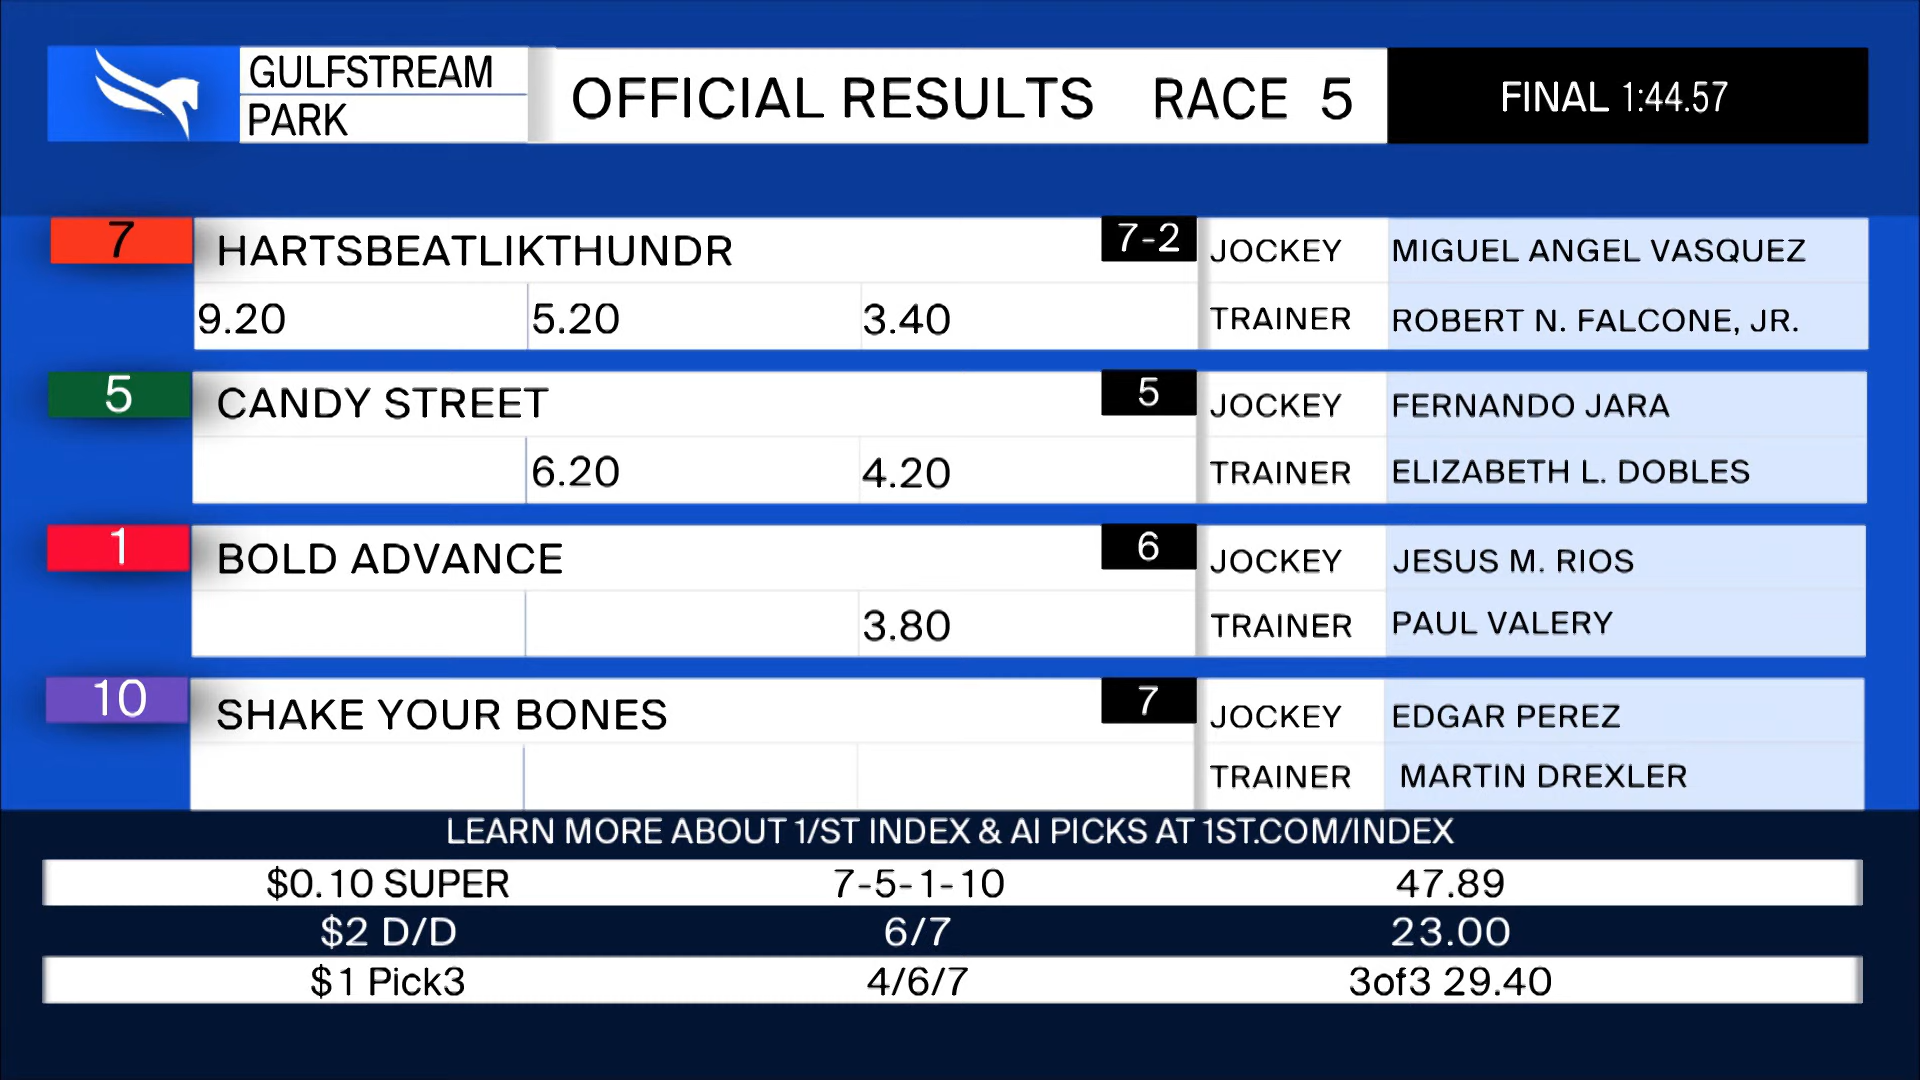 GULFSTREAM
PARK
OFFICIAL RESULTS RACE 5
FINAL 1:44.57
7 HARTSBEATLIKTHUNDR 7-2 JOCKEY MIGUEL ANGEL VASQUEZ
9.20 5.20 3.40 TRAINER ROBERT N. FALCONE, JR.
5 CANDY STREET 5 JOCKEY FERNANDO JARA
6.20 4.20 TRAINER ELIZABETH L. DOBLES
1 BOLD ADVANCE 6 JOCKEY JESUS M. RIOS
3.80 TRAINER PAUL VALERY
10 SHAKE YOUR BONES 7 JOCKEY EDGAR PEREZ
TRAINER MARTIN DREXLER
LEARN MORE ABOUT 1/ST INDEX & AI PICKS AT 1ST.COM/INDEX
$0.10 SUPER 7-5-1-10 47.89
$2 D/D 6/7 23.00
$1 Pick3 4/6/7 3of3 29.40